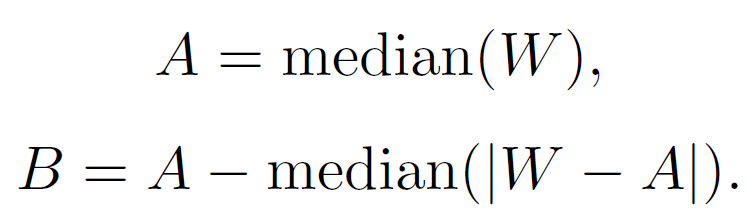 A = median(W),
B = A − median(|W − A|).